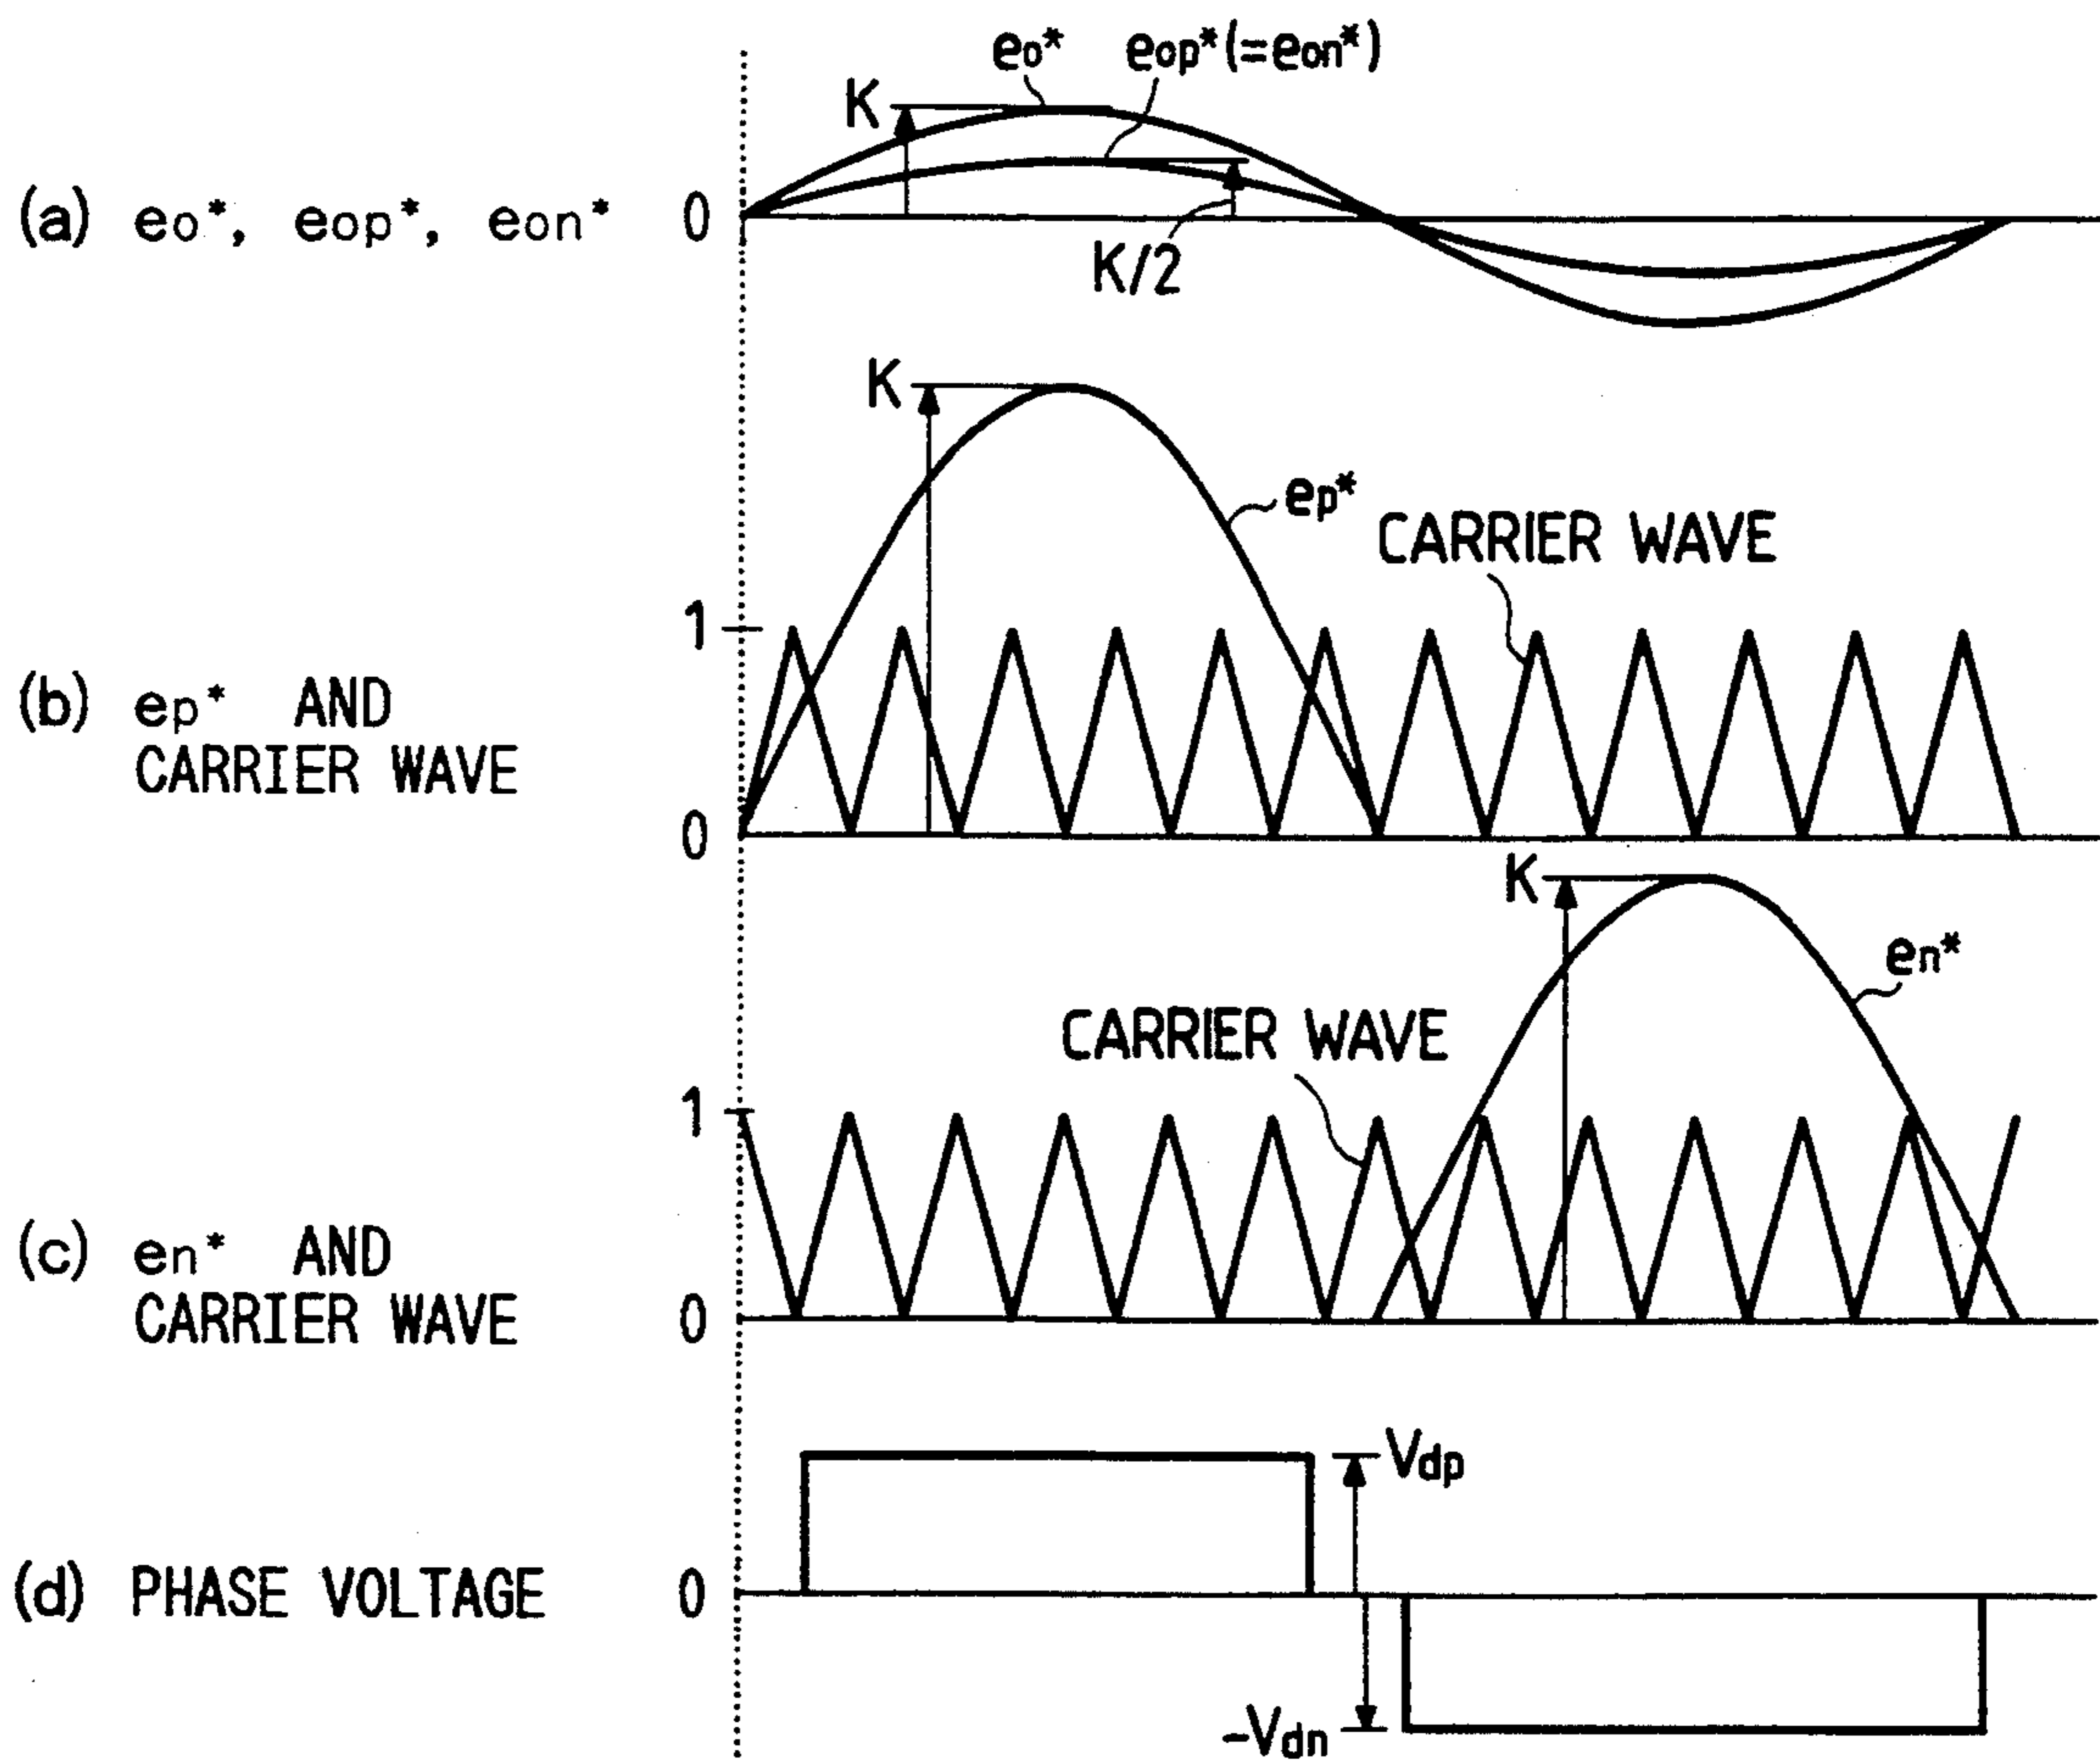 eo* eop*(=eon*)
K
(a) eo*, eop*, eon* 0
K/2
K
ep*
CARRIER WAVE
1
(b) ep* AND
CARRIER WAVE
0
K
en*
CARRIER WAVE
1
(c) en* AND
CARRIER WAVE
0
Vdp
(d) PHASE VOLTAGE 0
-Vdn